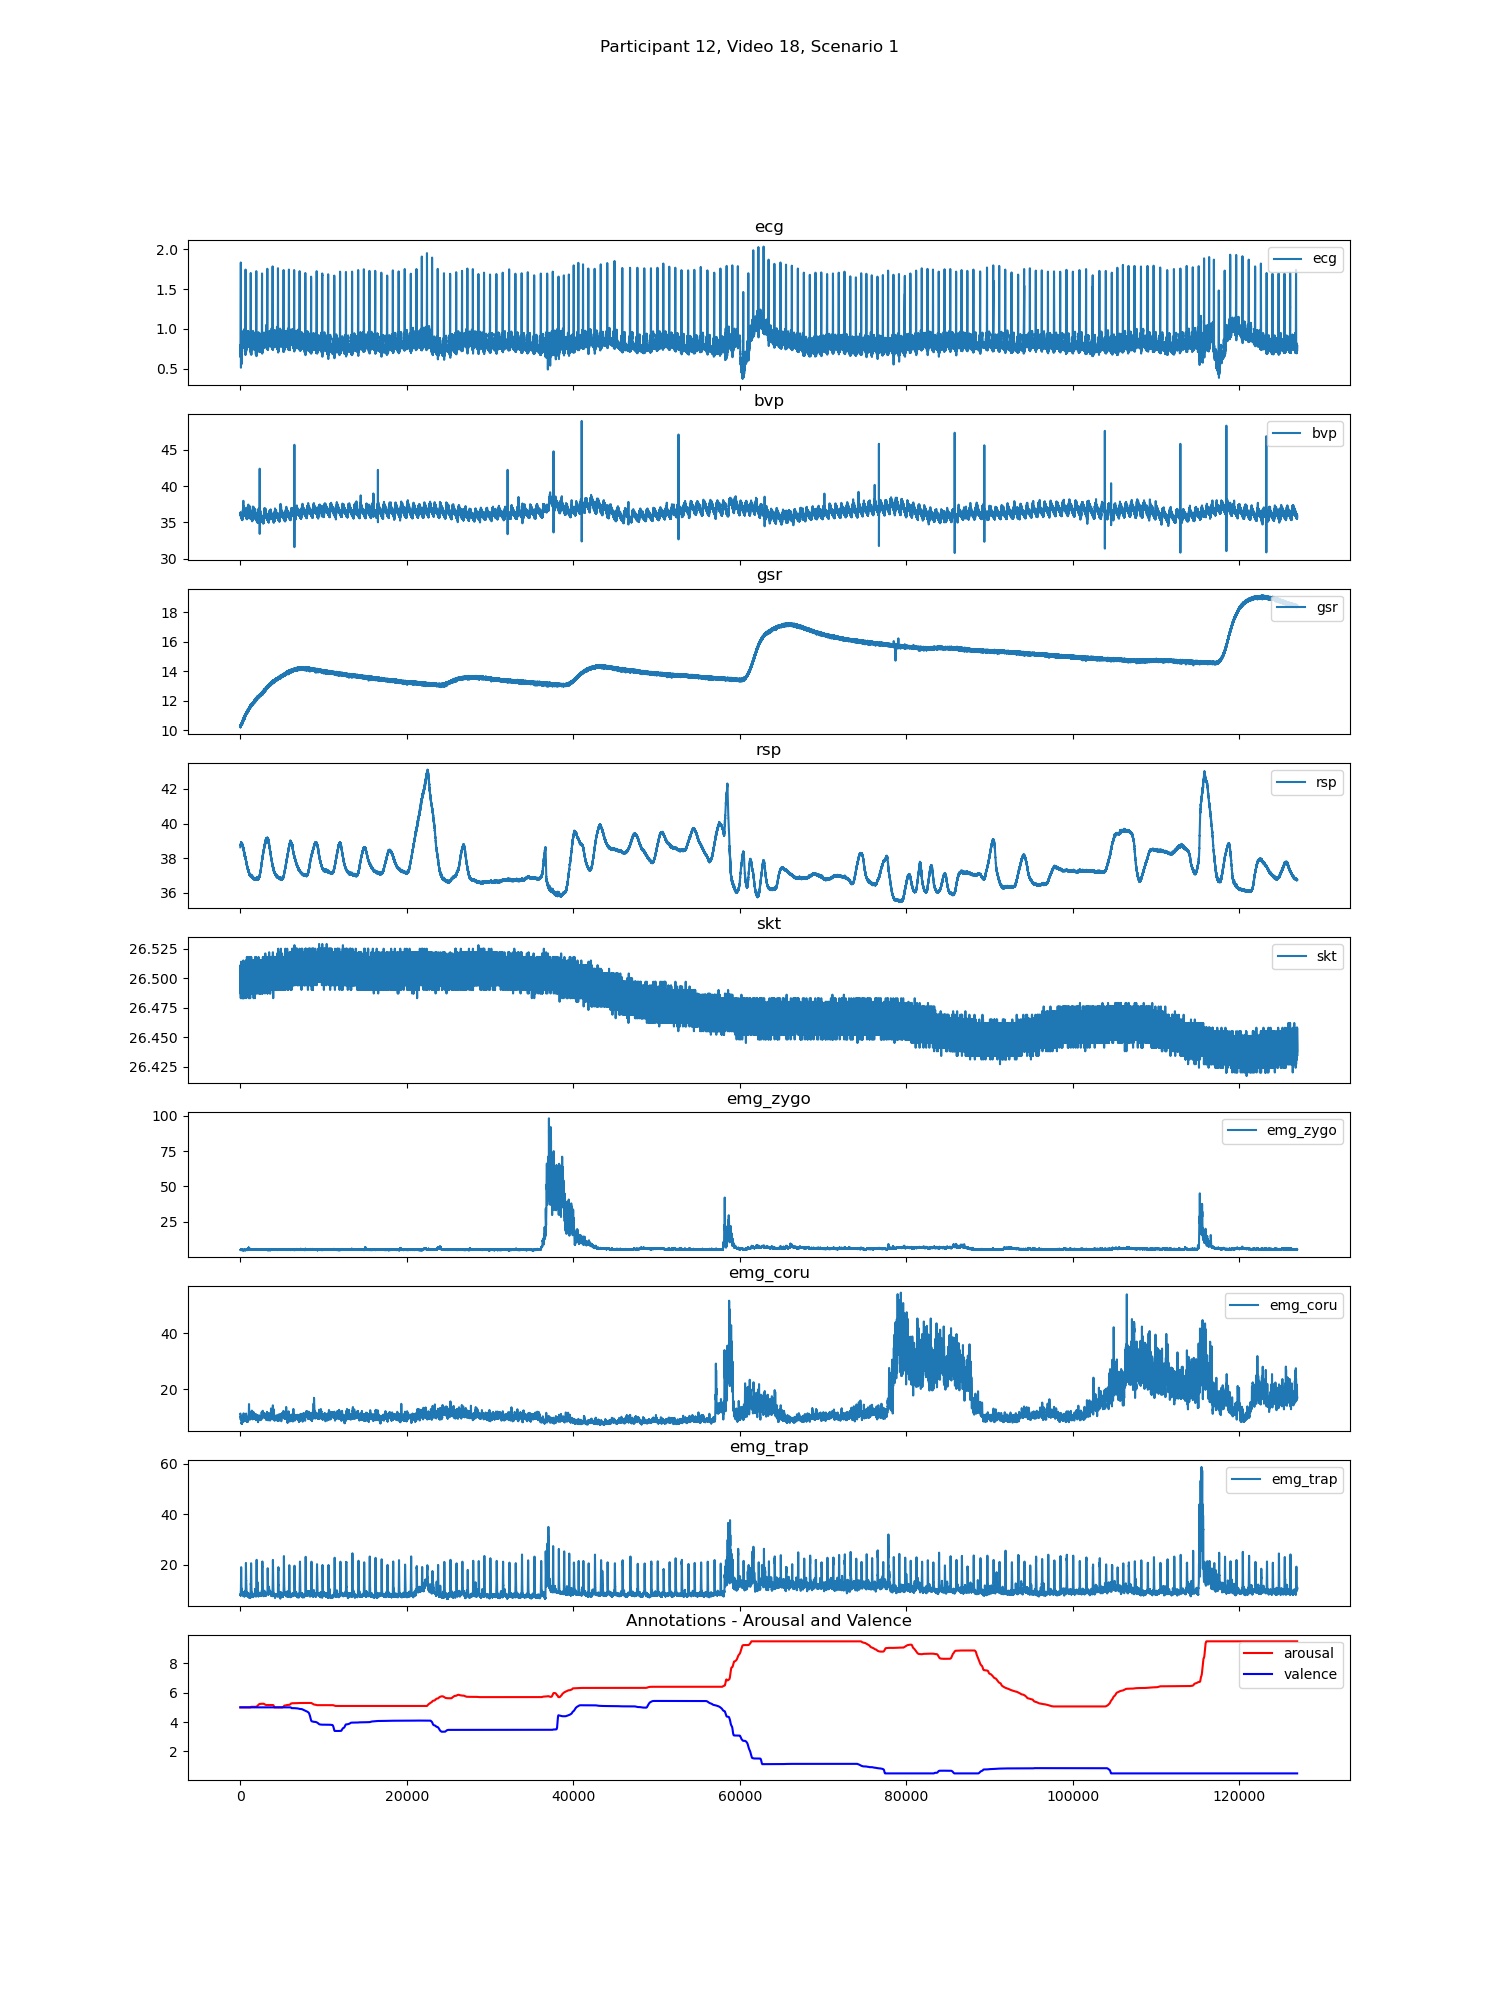 Participant 12, Video 18, Scenario 1
ecg
2.0
1.5
1.0
0.5
ecg
bvp
45
40
35
30
bvp
gsr
18
16
14
12
10
gsr
rsp
42
40
38
36
rsp
skt
26.525
26.500
26.475
26.450
26.425
skt
emg_zygo
100
75
50
25
emg_zygo
emg_coru
40
20
emg_coru
emg_trap
60
40
20
emg_trap
Annotations - Arousal and Valence
8
6
4
2
arousal
valence
0 20000 40000 60000 80000 100000 120000